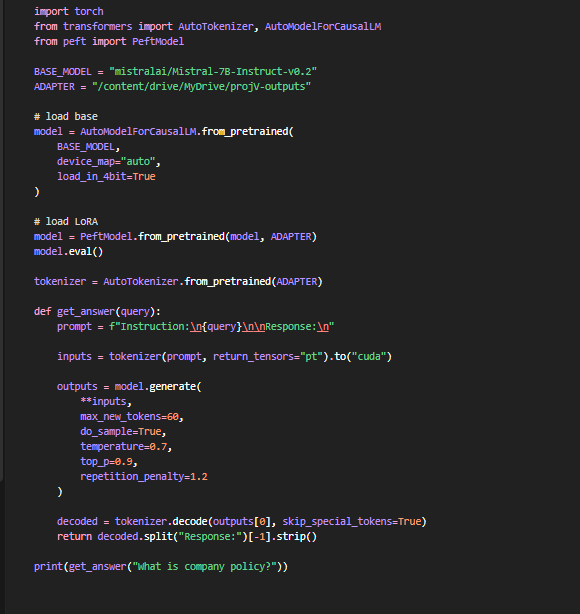 import torch
from transformers import AutoTokenizer, AutoModelForCausalLM
from peft import PeftModel

BASE_MODEL = "mistralai/Mistral-7B-Instruct-v0.2"
ADAPTER = "/content/drive/MyDrive/projV-outputs"

# load base
model = AutoModelForCausalLM.from_pretrained(
    BASE_MODEL,
    device_map="auto",
    load_in_4bit=True
)

# load LoRA
model = PeftModel.from_pretrained(model, ADAPTER)
model.eval()

tokenizer = AutoTokenizer.from_pretrained(ADAPTER)

def get_answer(query):
    prompt = f"Instruction:\n{query}\n\nResponse:\n"

    inputs = tokenizer(prompt, return_tensors="pt").to("cuda")

    outputs = model.generate(
        **inputs,
        max_new_tokens=60,
        do_sample=True,
        temperature=0.7,
        top_p=0.9,
        repetition_penalty=1.2
    )

    decoded = tokenizer.decode(outputs[0], skip_special_tokens=True)
    return decoded.split("Response:")[-1].strip()

print(get_answer("What is company policy?"))